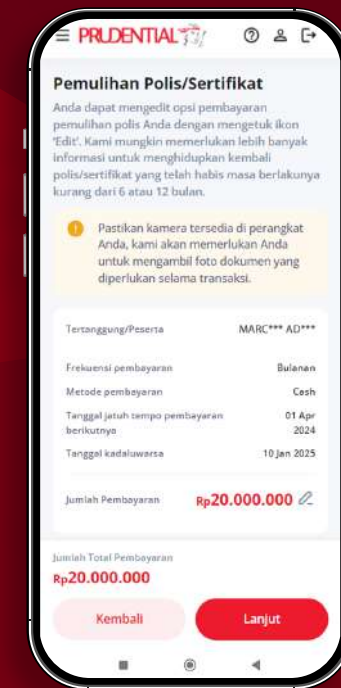 PRUDENTIAL
Pemulihan Polis/Sertifikat
Anda dapat mengedit opsi pembayaran
pemulihan polis Anda dengan mengetuk ikon
'Edit'. Kami mungkin memerlukan lebih banyak
informasi untuk menghidupkan kembali
polis/sertifikat yang telah habis masa berlakunya
kurang dari 6 atau 12 bulan.
Pastikan kamera tersedia di perangkat
Anda, kami akan memerlukan Anda
untuk mengambil foto dokumen yang
diperlukan selama transaksi.
Tertanggung/Peserta MARC*** AD***
Frekuensi pembayaran Bulanan
Metode pembayaran Cash
Tanggal jatuh tempo pembayaran 01 Apr
berikutnya 2024
Tanggal kadaluwarsa 10 Jan 2025
Jumlah Pembayaran Rp20.000.000
Jumlah Total Pembayaran
Rp20.000.000
Kembali Lanjut